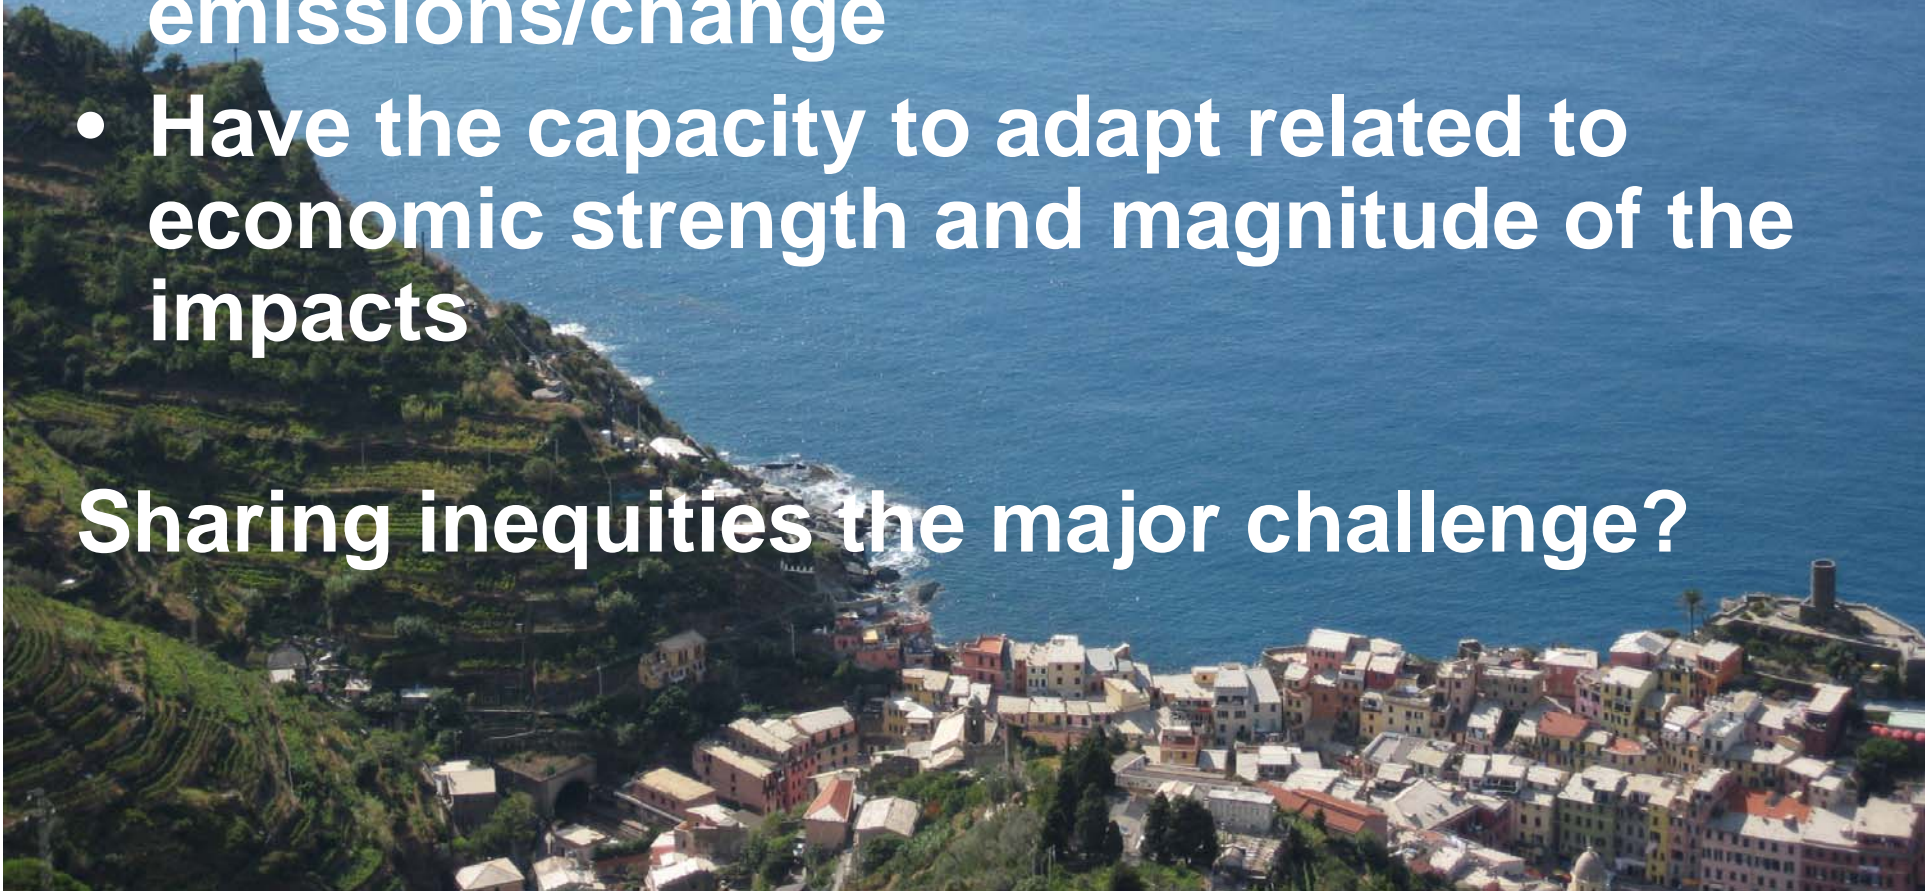 emissions/change
• Have the capacity to adapt related to
economic strength and magnitude of the
impacts
Sharing inequities the major challenge?